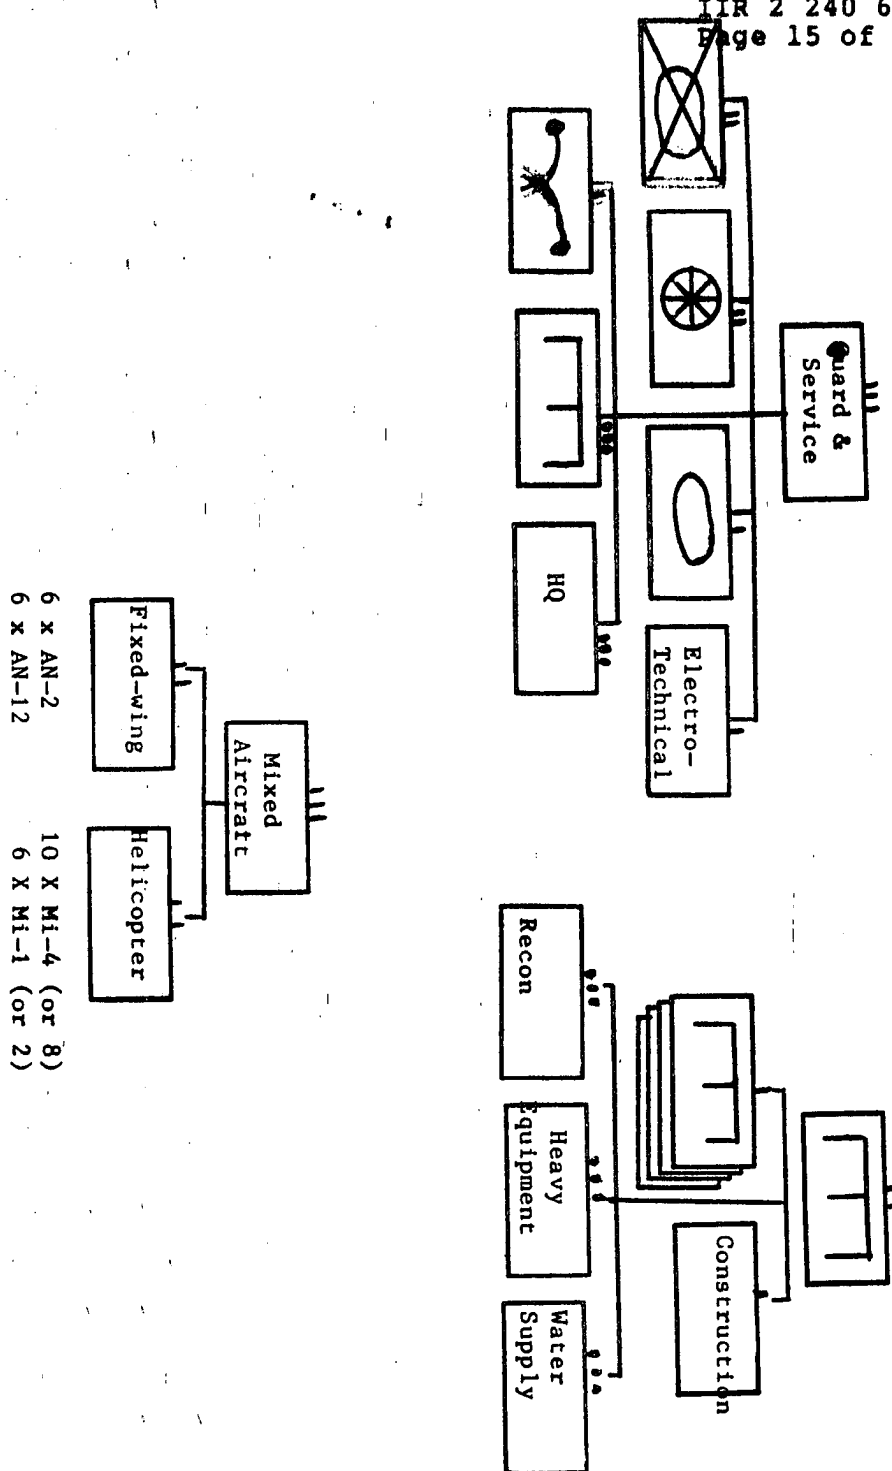 IIR 2 240 6
Page 15 of
Guard &
Service
HQ
Electro-
Technical
Recon
Heavy
Equipment
Water
Supply
Construction
Mixed
Aircraft
Fixed-wing
6 x AN-2
6 x AN-12
Helicopter
10 X Mi-4 (or 8)
6 X Mi-1 (or 2)